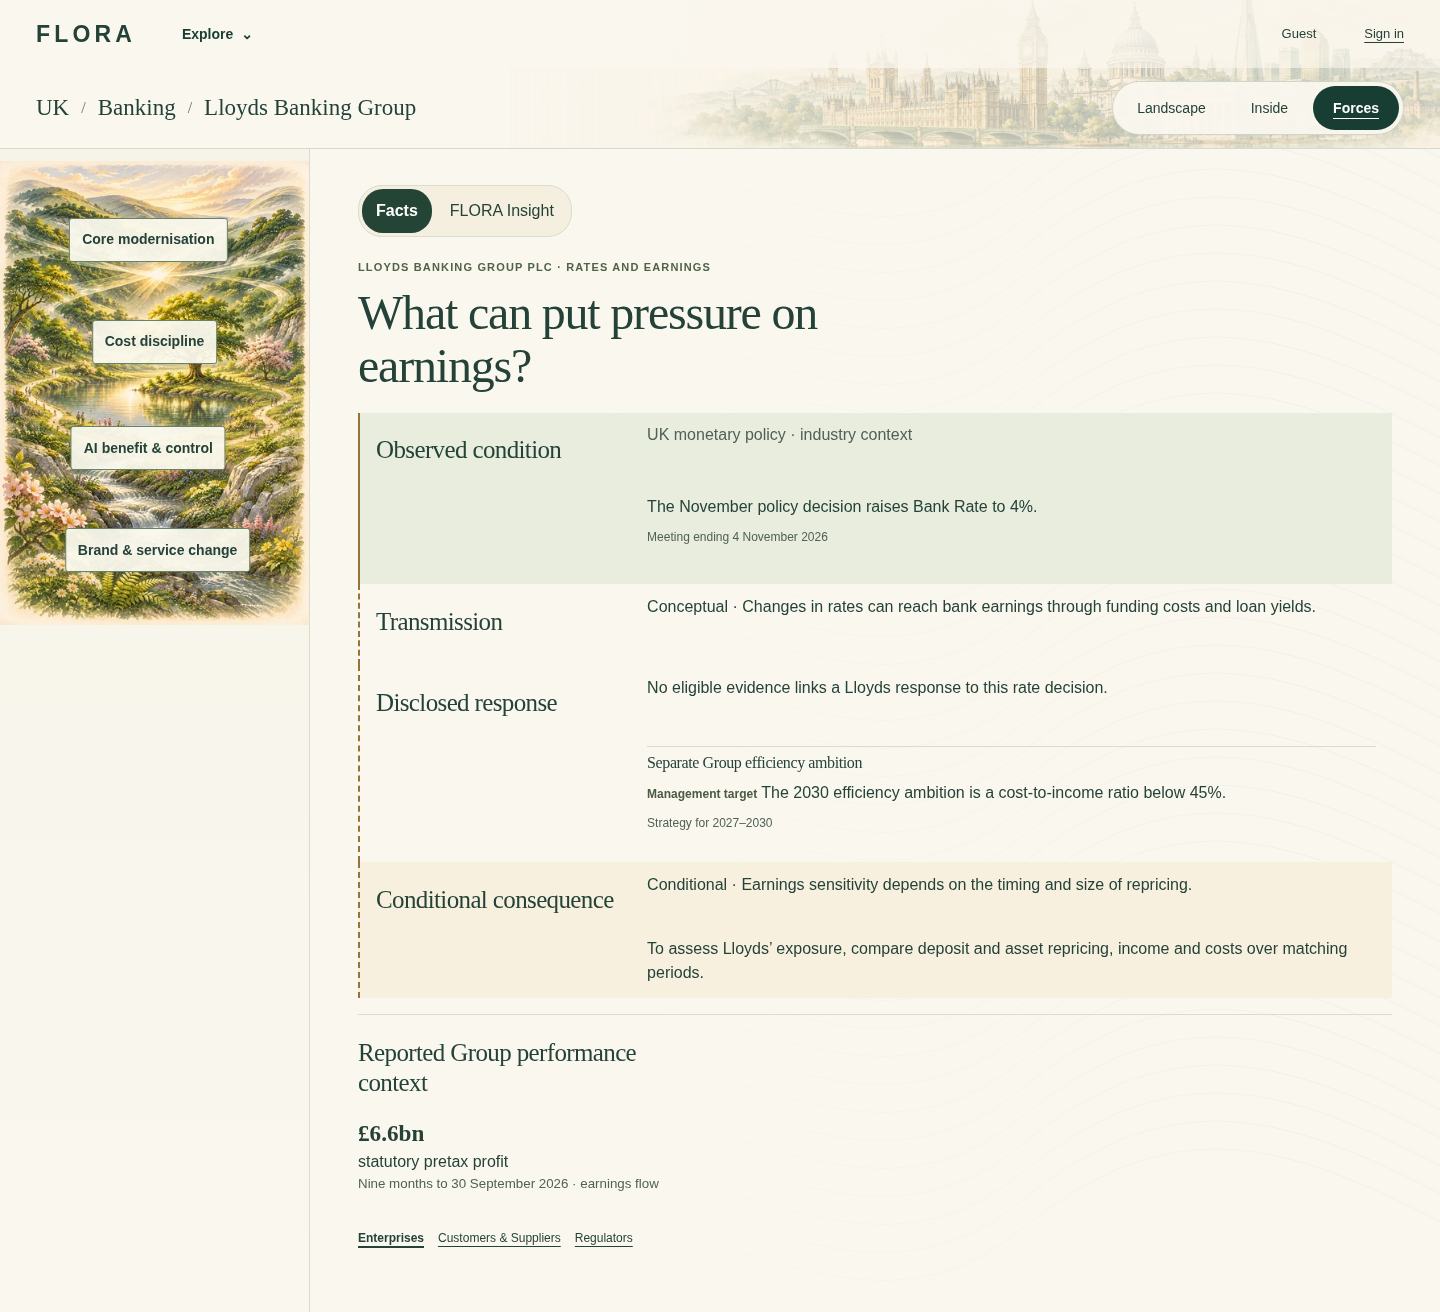 FLORA
Explore
Guest
Sign in
UK / Banking / Lloyds Banking Group
Landscape
Inside
Forces
Core modernisation
Cost discipline
AI benefit & control
Brand & service change
Facts
FLORA Insight
LLOYDS BANKING GROUP PLC · RATES AND EARNINGS
What can put pressure on
earnings?
Observed condition
UK monetary policy · industry context
The November policy decision raises Bank Rate to 4%.
Meeting ending 4 November 2026
Transmission
Conceptual · Changes in rates can reach bank earnings through funding costs and loan yields.
Disclosed response
No eligible evidence links a Lloyds response to this rate decision.
Separate Group efficiency ambition
Management target The 2030 efficiency ambition is a cost-to-income ratio below 45%.
Strategy for 2027–2030
Conditional consequence
Conditional · Earnings sensitivity depends on the timing and size of repricing.
To assess Lloyds’ exposure, compare deposit and asset repricing, income and costs over matching
periods.
Reported Group performance
context
£6.6bn
statutory pretax profit
Nine months to 30 September 2026 · earnings flow
Enterprises
Customers & Suppliers
Regulators